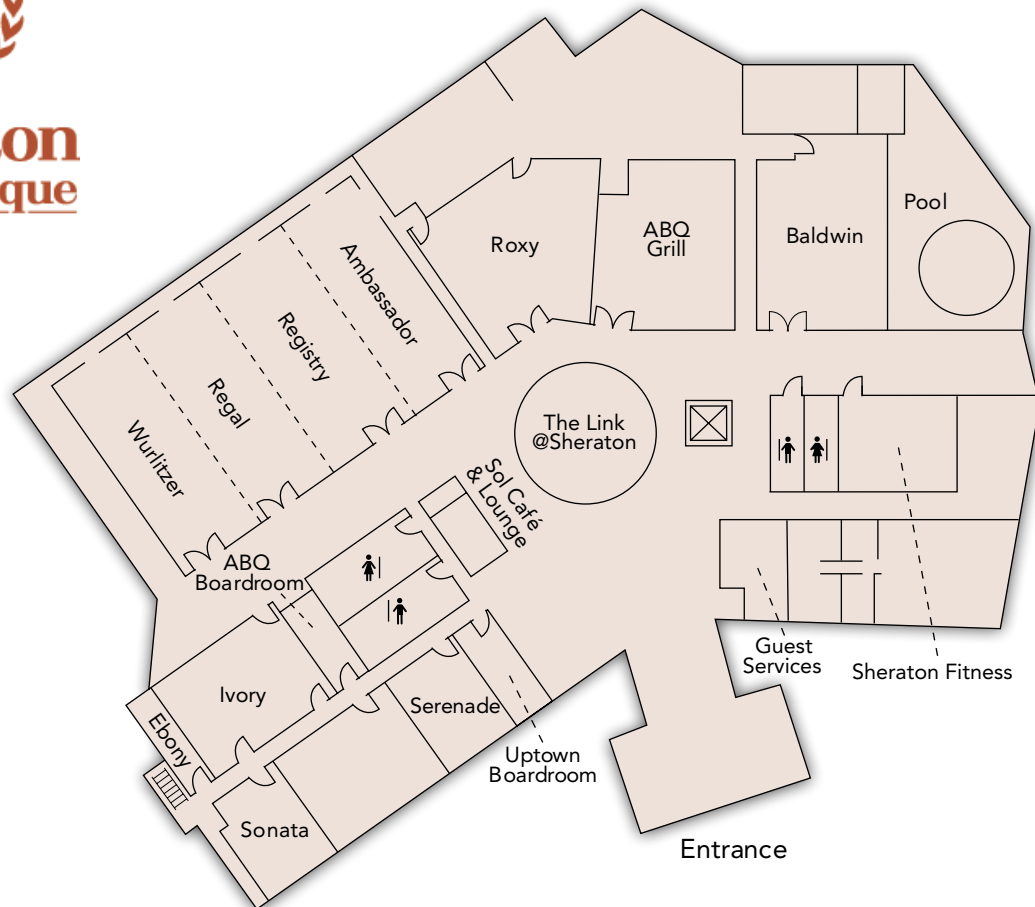 on
que
Pool
Baldwin
ABQ
Grill
Roxy
Ambassador
Registry
Regal
Wurlitzer
The Link
@Sheraton
Sol Café
& Lounge
ABQ
Boardroom
Guest
Services
Sheraton Fitness
Ivory
Serenade
Ebony
Uptown
Boardroom
Sonata
Entrance